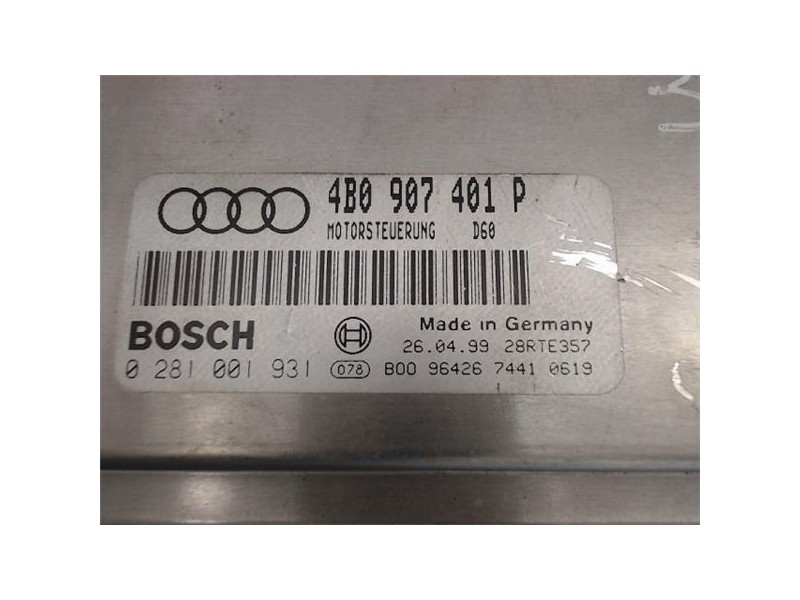 4B0 907 401 P
MOTORSTEUERUNG D60
BOSCH Made in Germany
26.04.99 28RTE357
0 281 001 931 078 B00 96426 7441 0619